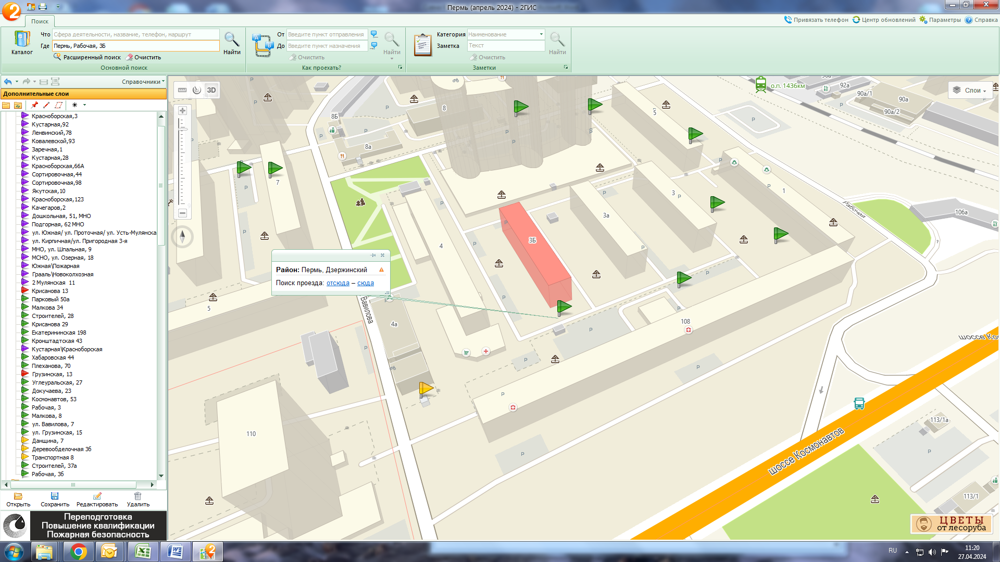 Пермь (апрель 2024) - 2ГИС
Поиск
Привязать телефон
Центр обновлений
Параметры
Справка
Каталог
Что
Сфера деятельности, название, телефон, маршрут
Где
Пермь, Рабочая, 3Б
Расширенный поиск
Очистить
Найти
Основной поиск
От
Введите пункт отправления
До
Введите пункт назначения
Очистить
Найти
Как проехать?
Категория
Наименование
Заметка
Текст
Очистить
Найти
Заметки
Справочники
Дополнительные слои
Красноборская,3
Кустарная,92
Ленвинский,78
Ковалевской,93
Заречная,1
Кустарная,28
Красноборская,66А
Сортировочная,44
Сортировочная,98
Якутская,10
Красноборская,123
Качегаров,2
Дошкольная, 51, МНО
Подгорная, 62 МНО
ул. Южная/ ул. Проточная/ ул. Усть-Мулянска
ул. Кирпичная/ул. Пригородная 3-я
МНО, ул. Шпальная, 9
МСНО, ул. Озерная, 18
Южная\Пожарная
Грааль\Новоколхозная
2 Мулянская 11
Крисанова 13
Парковый 50а
Малкова 34
Строителей, 28
Крисанова 29
Екатерининская 198
Кронштадтская 43
Кустарная\Красноборская
Хабаровская 44
Плеханова, 70
Грузинская, 13
Углеуральская, 27
Докучаева, 23
Космонавтов, 53
Рабочая, 3
Малкова, 8
ул. Вавилова, 7
ул. Грузинская, 15
Данщина, 7
Деревообделочная 3б
Транспортная 8
Строителей, 37а
Рабочая, 3б
Открыть
Сохранить
Редактировать
Удалить
Переподготовка
Повышение квалификации
Пожарная безопасность
3D
Слои
о.п. 1436км
92а
90а/1
90а
90а/2
8
8Б
8а
5
7
3
1
3а
3Б
4
106а
Рабочая
Район: Пермь, Дзержинский
Поиск проезда: отсюда – сюда
5
Вавилова
4а
108
110
шоссе Ко
шоссе Космонавтов
113/1а
113/1
ЦВЕТЫ
от лесоруба
RU
11:20
27.04.2024